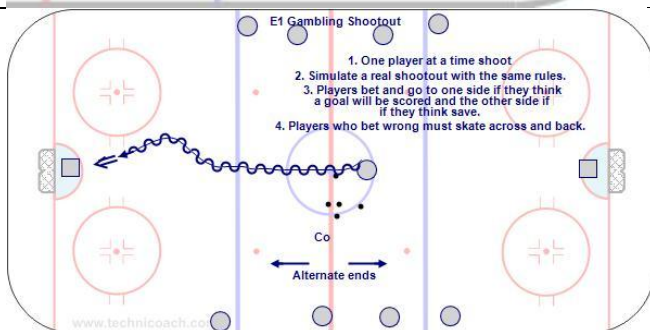 E1 Gambling Shootout
1. One player at a time shoot
2. Simulate a real shootout with the same rules.
3. Players bet and go to one side if they think
a goal will be scored and the other side if
if they think save.
4. Players who bet wrong must skate across and back.
Co
Alternate ends
www.technicoach.com